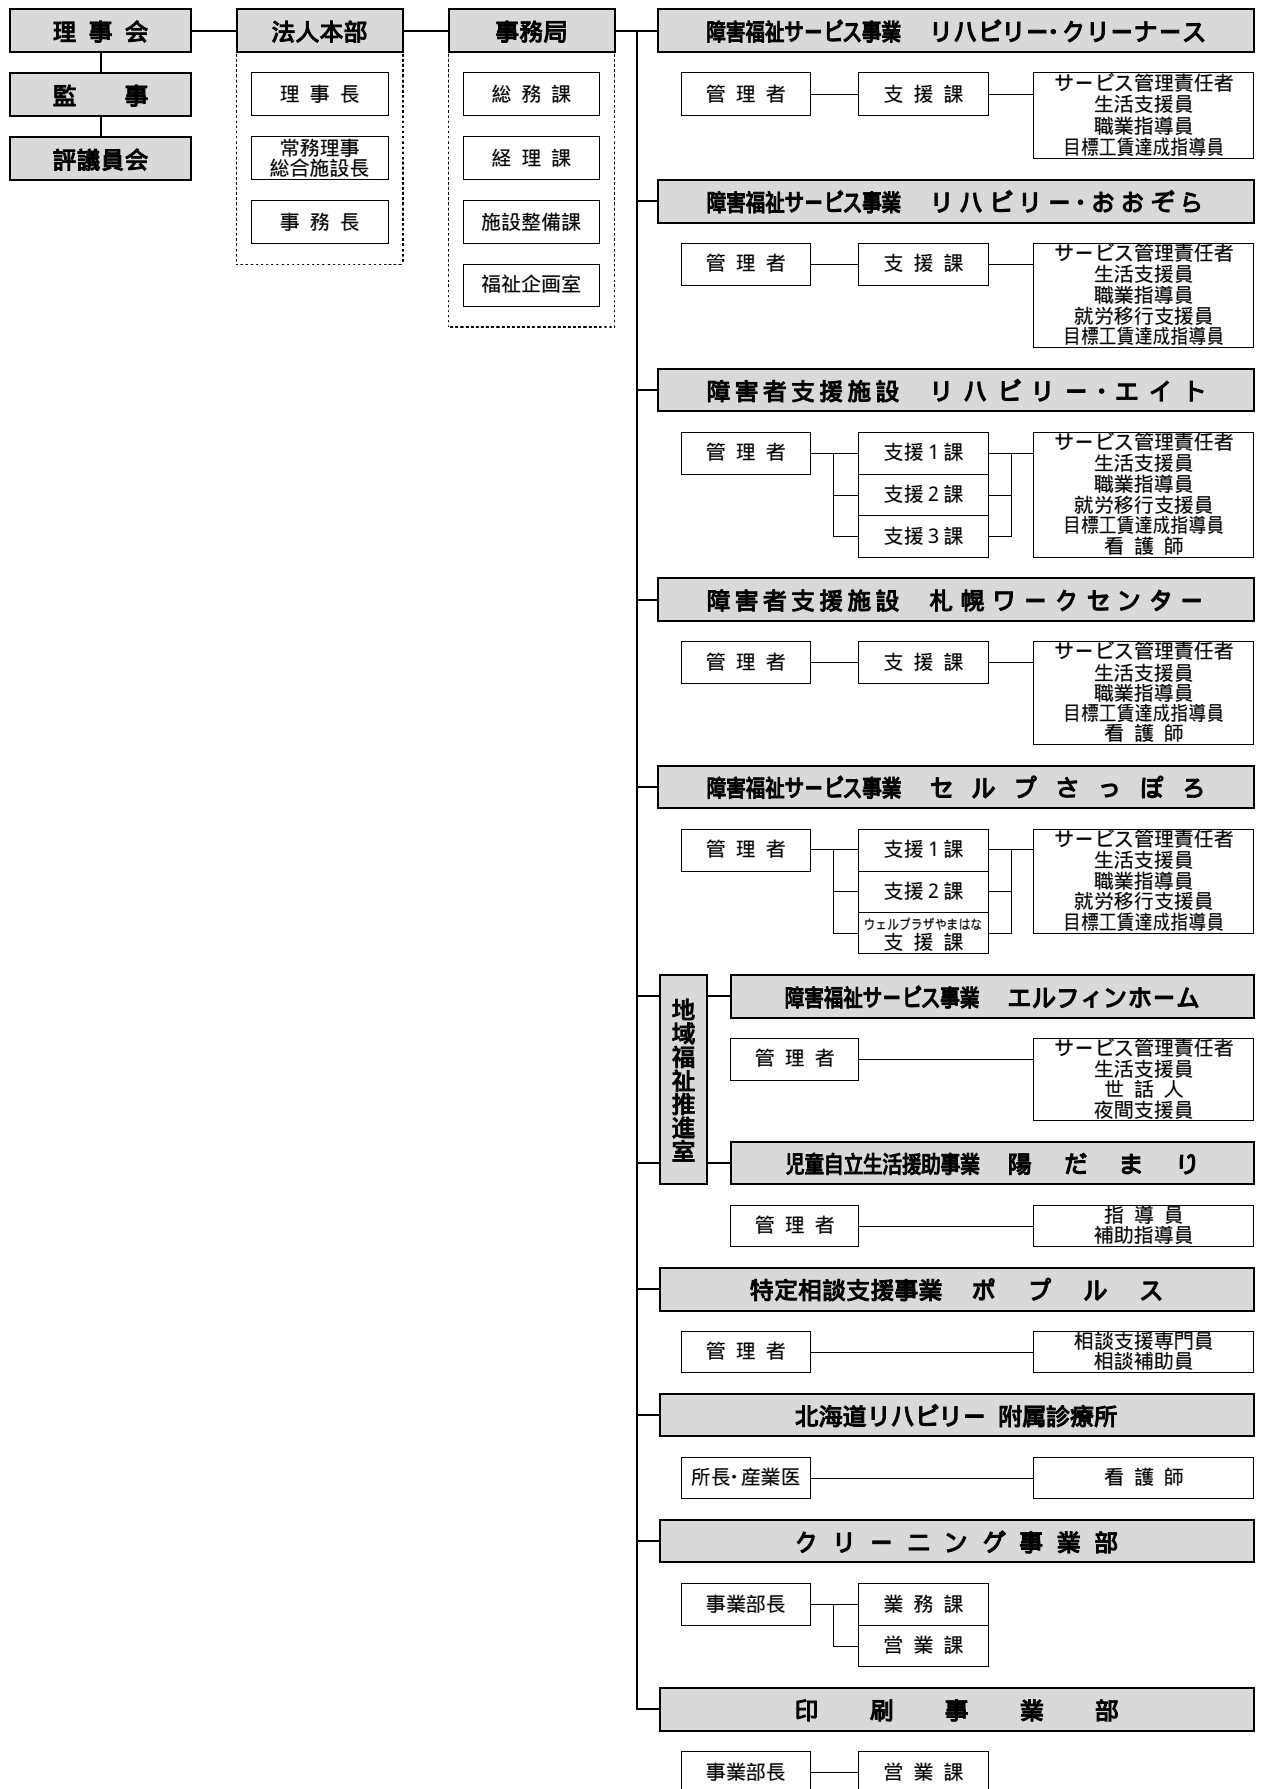 理事会
監事
評議員会
法人本部
理事長
常務理事
総合施設長
事務長
事務局
総務課
経理課
施設整備課
福祉企画室
障害福祉サービス事業 リハビリー・クリーナース
管理者
支援課
サービス管理責任者
生活支援員
職業指導員
目標工賃達成指導員
障害福祉サービス事業 リハビリー・おおぞら
管理者
支援課
サービス管理責任者
生活支援員
職業指導員
就労移行支援員
目標工賃達成指導員
障害者支援施設 リハビリー・エイト
管理者
支援1課
支援2課
支援3課
サービス管理責任者
生活支援員
職業指導員
就労移行支援員
目標工賃達成指導員
看護師
障害者支援施設 札幌ワークセンター
管理者
支援課
サービス管理責任者
生活支援員
職業指導員
目標工賃達成指導員
看護師
障害福祉サービス事業 セルプさっぽろ
管理者
支援1課
支援2課
ウェルプラザやまはな
支援課
サービス管理責任者
生活支援員
職業指導員
就労移行支援員
目標工賃達成指導員
地域福祉推進室
障害福祉サービス事業 エルフィンホーム
管理者
サービス管理責任者
生活支援員
世話人
夜間支援員
児童自立生活援助事業 陽だまり
管理者
指導員
補助指導員
特定相談支援事業 ポプルス
管理者
相談支援専門員
相談補助員
北海道リハビリー 附属診療所
所長・産業医
看護師
クリーニング事業部
事業部長
業務課
営業課
印刷事業部
事業部長
営業課